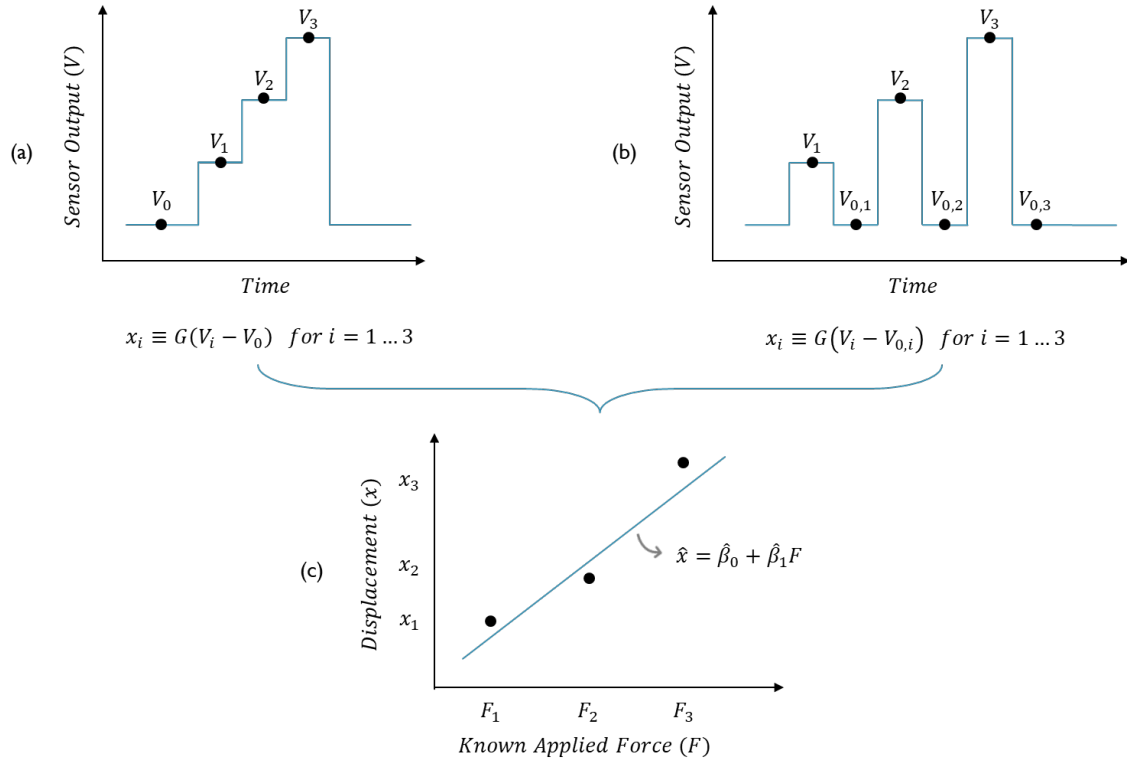 (a)
Sensor Output (V)
V₀
V₁
V₂
V₃
Time
xᵢ ≡ G(Vᵢ − V₀) for i = 1 … 3
(b)
Sensor Output (V)
V₁
V₀,₁
V₂
V₀,₂
V₃
V₀,₃
Time
xᵢ ≡ G(Vᵢ − V₀,ᵢ) for i = 1 … 3
(c)
Displacement (x)
x₃
x₂
x₁
x̂ = β̂₀ + β̂₁F
F₁ F₂ F₃
Known Applied Force (F)